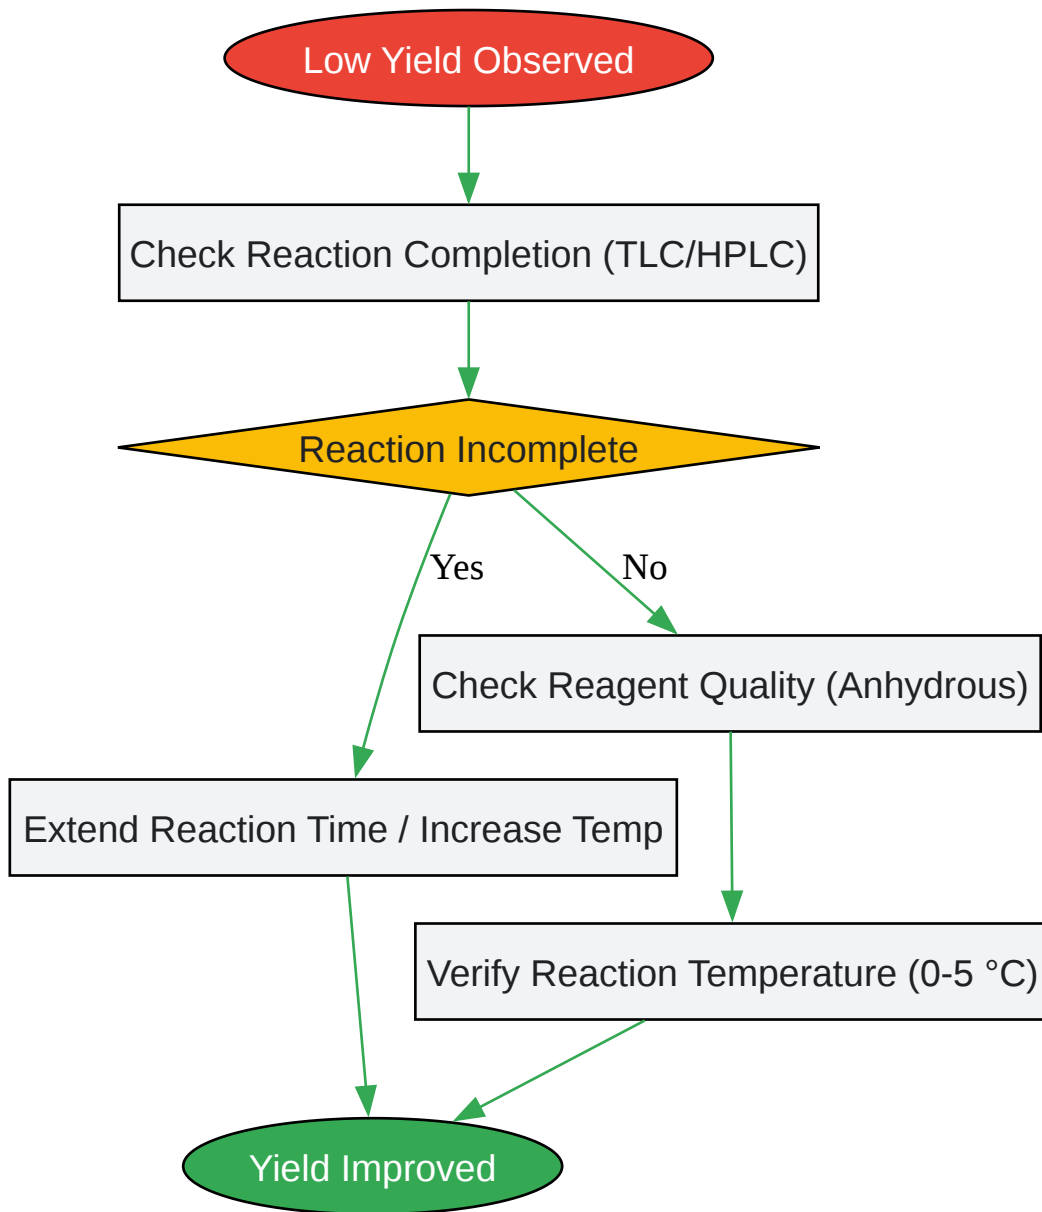 Low Yield Observed
Check Reaction Completion (TLC/HPLC)
Reaction Incomplete
Yes
No
Check Reagent Quality (Anhydrous)
Extend Reaction Time / Increase Temp
Verify Reaction Temperature (0-5 °C)
Yield Improved